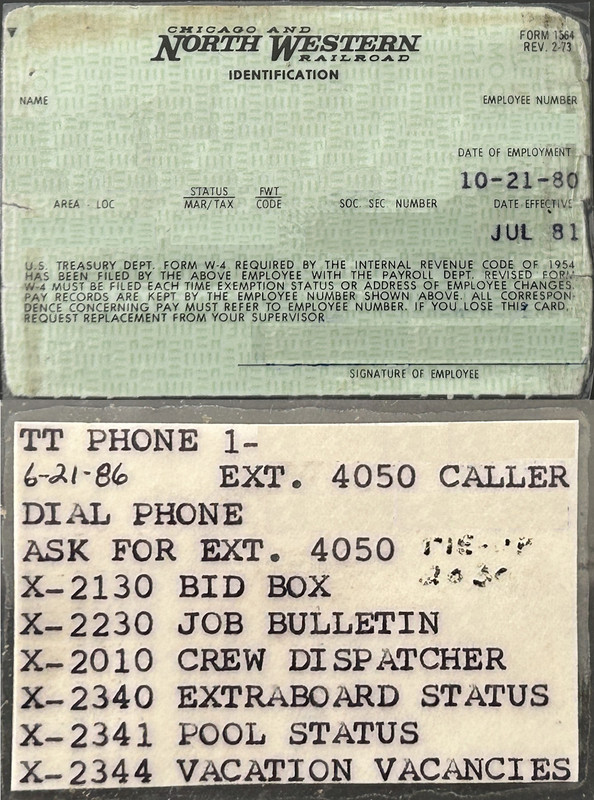 CHICAGO AND
NORTH WESTERN
RAILROAD
FORM 1564
REV. 2-73
IDENTIFICATION
NAME
EMPLOYEE NUMBER
DATE OF EMPLOYMENT
10-21-80
AREA - LOC
STATUS
MAR/TAX
FWT
CODE
SOC. SEC. NUMBER
DATE EFFECTIVE
JUL 81
U.S. TREASURY DEPT. FORM W-4 REQUIRED BY THE INTERNAL REVENUE CODE OF 1954
HAS BEEN FILED BY THE ABOVE EMPLOYEE WITH THE PAYROLL DEPT. REVISED FORM
W-4 MUST BE FILED EACH TIME EXEMPTION STATUS OR ADDRESS OF EMPLOYEE CHANGES.
PAY RECORDS ARE KEPT BY THE EMPLOYEE NUMBER SHOWN ABOVE. ALL CORRESPON-
DENCE CONCERNING PAY MUST REFER TO EMPLOYEE NUMBER. IF YOU LOSE THIS CARD,
REQUEST REPLACEMENT FROM YOUR SUPERVISOR
SIGNATURE OF EMPLOYEE
TT PHONE 1-
6-21-86 EXT. 4050 CALLER
DIAL PHONE
ASK FOR EXT. 4050 TIE-UP
X-2130 BID BOX
X-2230 JOB BULLETIN
X-2010 CREW DISPATCHER
X-2340 EXTRABOARD STATUS
X-2341 POOL STATUS
X-2344 VACATION VACANCIES